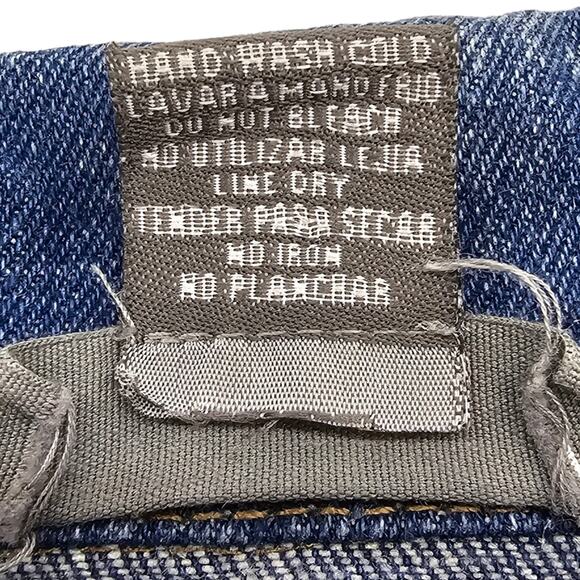 HAND WASH COLD
LAVAR A MANO FRIO
DO NOT BLEACH
NO UTILIZAR LEJIA
LINE DRY
TENDER PARA SECAR
NO IRON
NO PLANCHAR